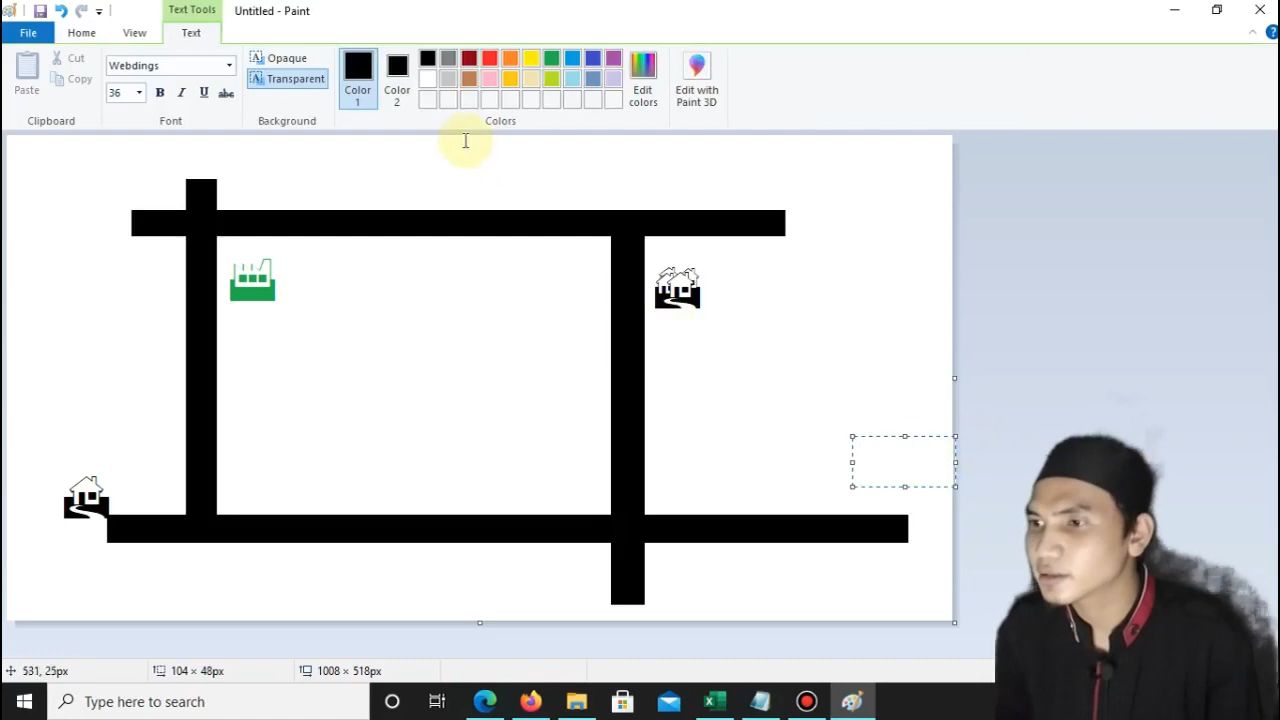 Text Tools
Untitled - Paint
File
Home
View
Text
Paste
Cut
Copy
Clipboard
Webdings
36
B
I
U
abc
Font
Opaque
Transparent
Background
Color 1
Color 2
Colors
Edit colors
Edit with Paint 3D
531, 25px
104 × 48px
1008 × 518px
Type here to search